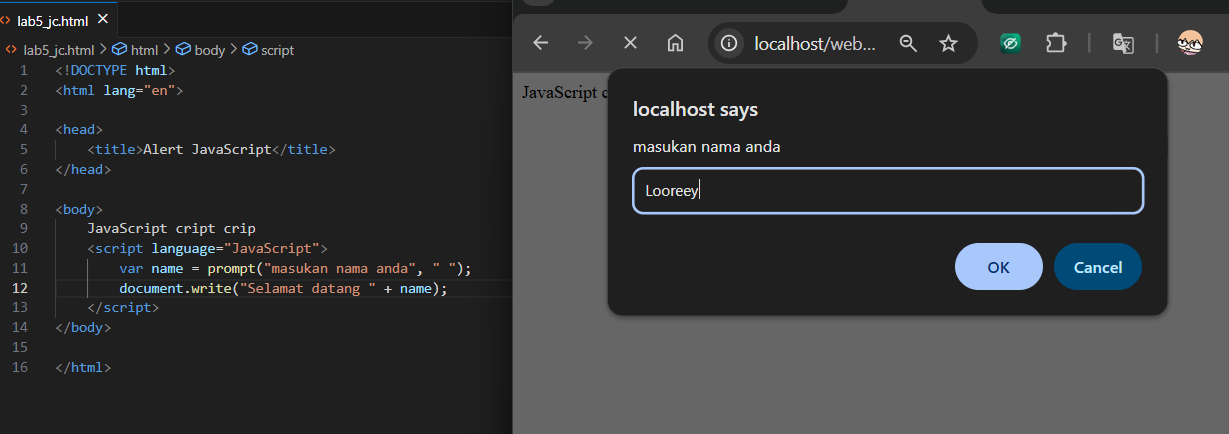 lab5_jc.html
lab5_jc.html > html > body > script
1 <!DOCTYPE html>
2 <html lang="en">
3
4 <head>
5 <title>Alert JavaScript</title>
6 </head>
7
8 <body>
9 JavaScript cript crip
10 <script language="JavaScript">
11 var name = prompt("masukan nama anda", " ");
12 document.write("Selamat datang " + name);
13 </script>
14 </body>
15
16 </html>
localhost/web...
JavaScript c
localhost says
masukan nama anda
Looreey
OK Cancel